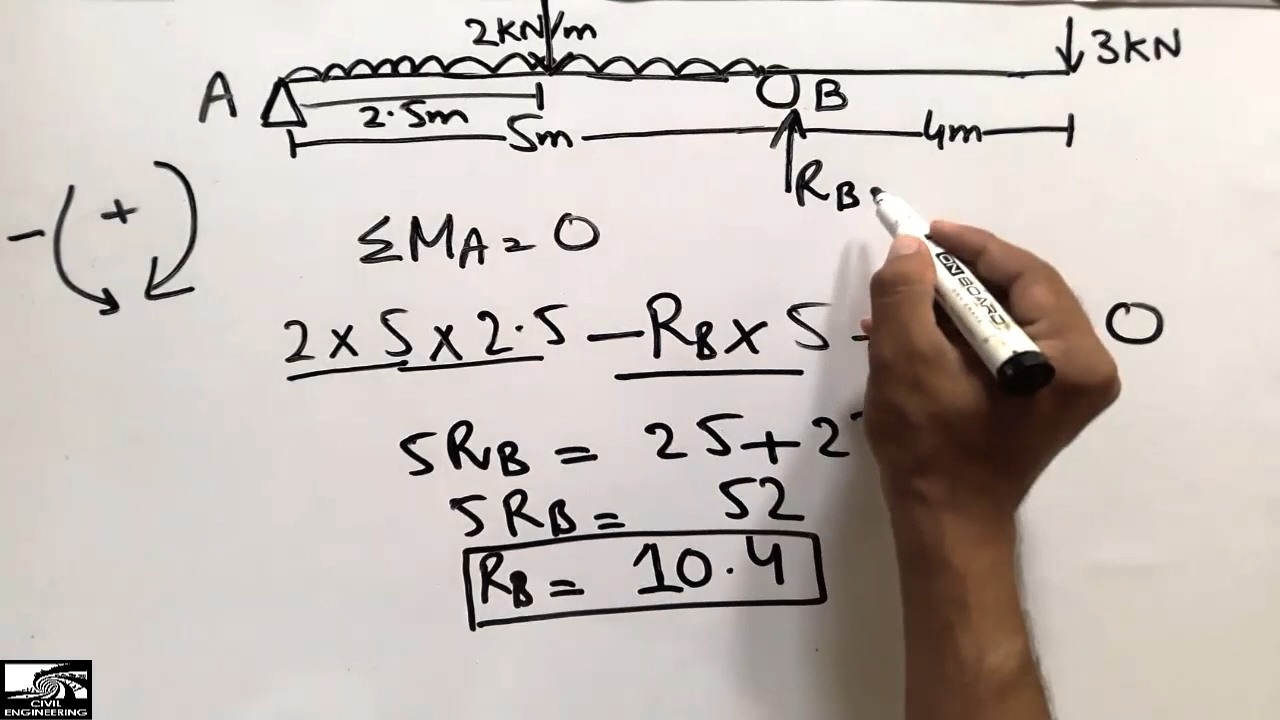 2KN/m
3KN
A
B
2.5m
5m
4m
RB
- +
ΣMA = 0
2 x 5 x 2.5 - RB x 5 - 0
5RB = 25 + 2
5RB = 52
RB = 10.4
ON BOARD
CIVIL
ENGINEERING